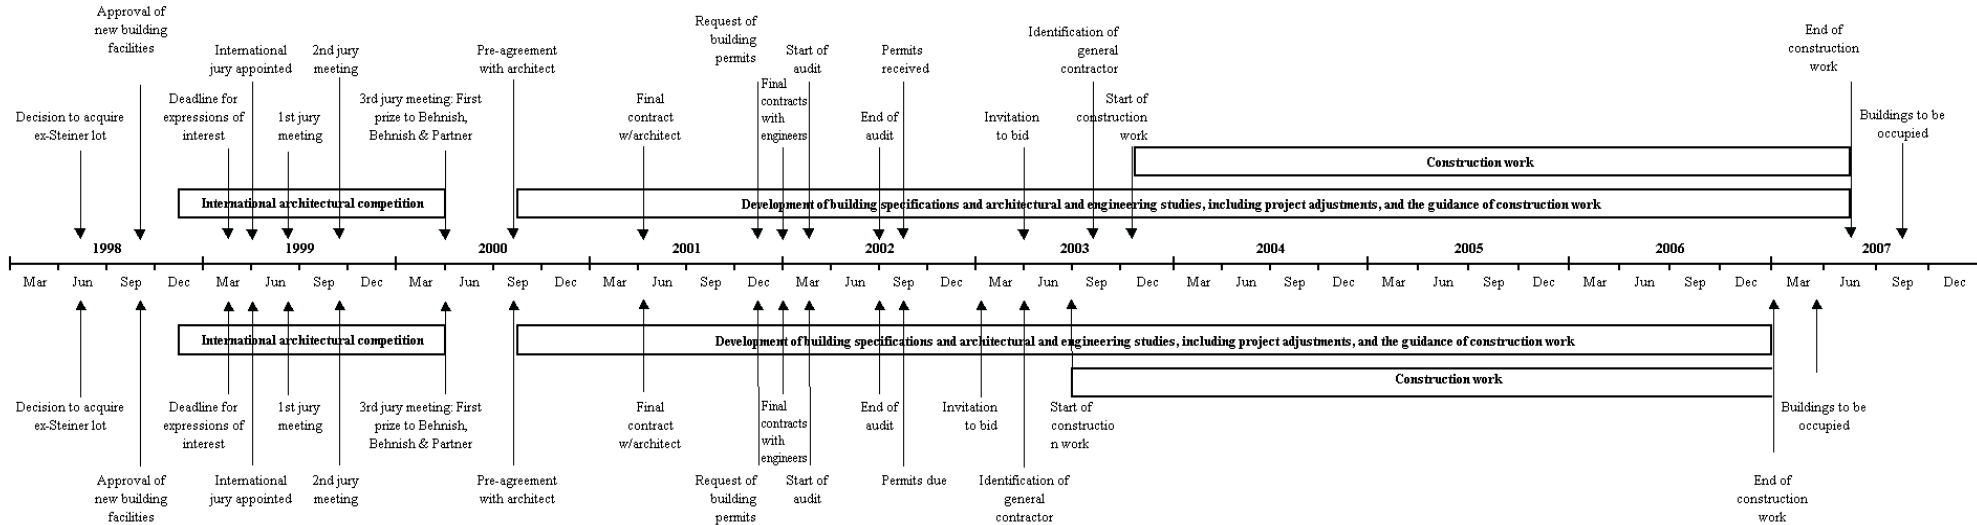 Approval of
new building
facilities
Request of
building
permits
Identification of
general
contractor
End of
construction
work
International
jury appointed
2nd jury
meeting
Pre-agreement
with architect
Start of
audit
Permits
received
Decision to acquire
ex-Steiner lot
Deadline for
expressions of
interest
1st jury
meeting
3rd jury meeting: First
prize to Behnish,
Behnish & Partner
Final
contract
w/architect
Final
contracts
with
engineers
End of
audit
Invitation
to bid
Start of
construction
work
Buildings to be
occupied
Construction work
International architectural competition
Development of building specifications and architectural and engineering studies, including project adjustments, and the guidance of construction work
1998 1999 2000 2001 2002 2003 2004 2005 2006 2007
Mar Jun Sep Dec Mar Jun Sep Dec Mar Jun Sep Dec Mar Jun Sep Dec Mar Jun Sep Dec Mar Jun Sep Dec Mar Jun Sep Dec Mar Jun Sep Dec Mar Jun Sep Dec Mar Jun Sep Dec
International architectural competition
Development of building specifications and architectural and engineering studies, including project adjustments, and the guidance of construction work
Construction work
Decision to acquire
ex-Steiner lot
Deadline for
expressions of
interest
1st jury
meeting
3rd jury meeting: First
prize to Behnish,
Behnish & Partner
Final
contract
w/architect
Final
contracts
with
engineers
End of
audit
Invitation
to bid
Start of
constructio
n work
Buildings to be
occupied
Approval of
new building
facilities
International
jury appointed
2nd jury
meeting
Pre-agreement
with architect
Request of
building
permits
Start of
audit
Permits due
Identification of
general
contractor
End of
construction
work